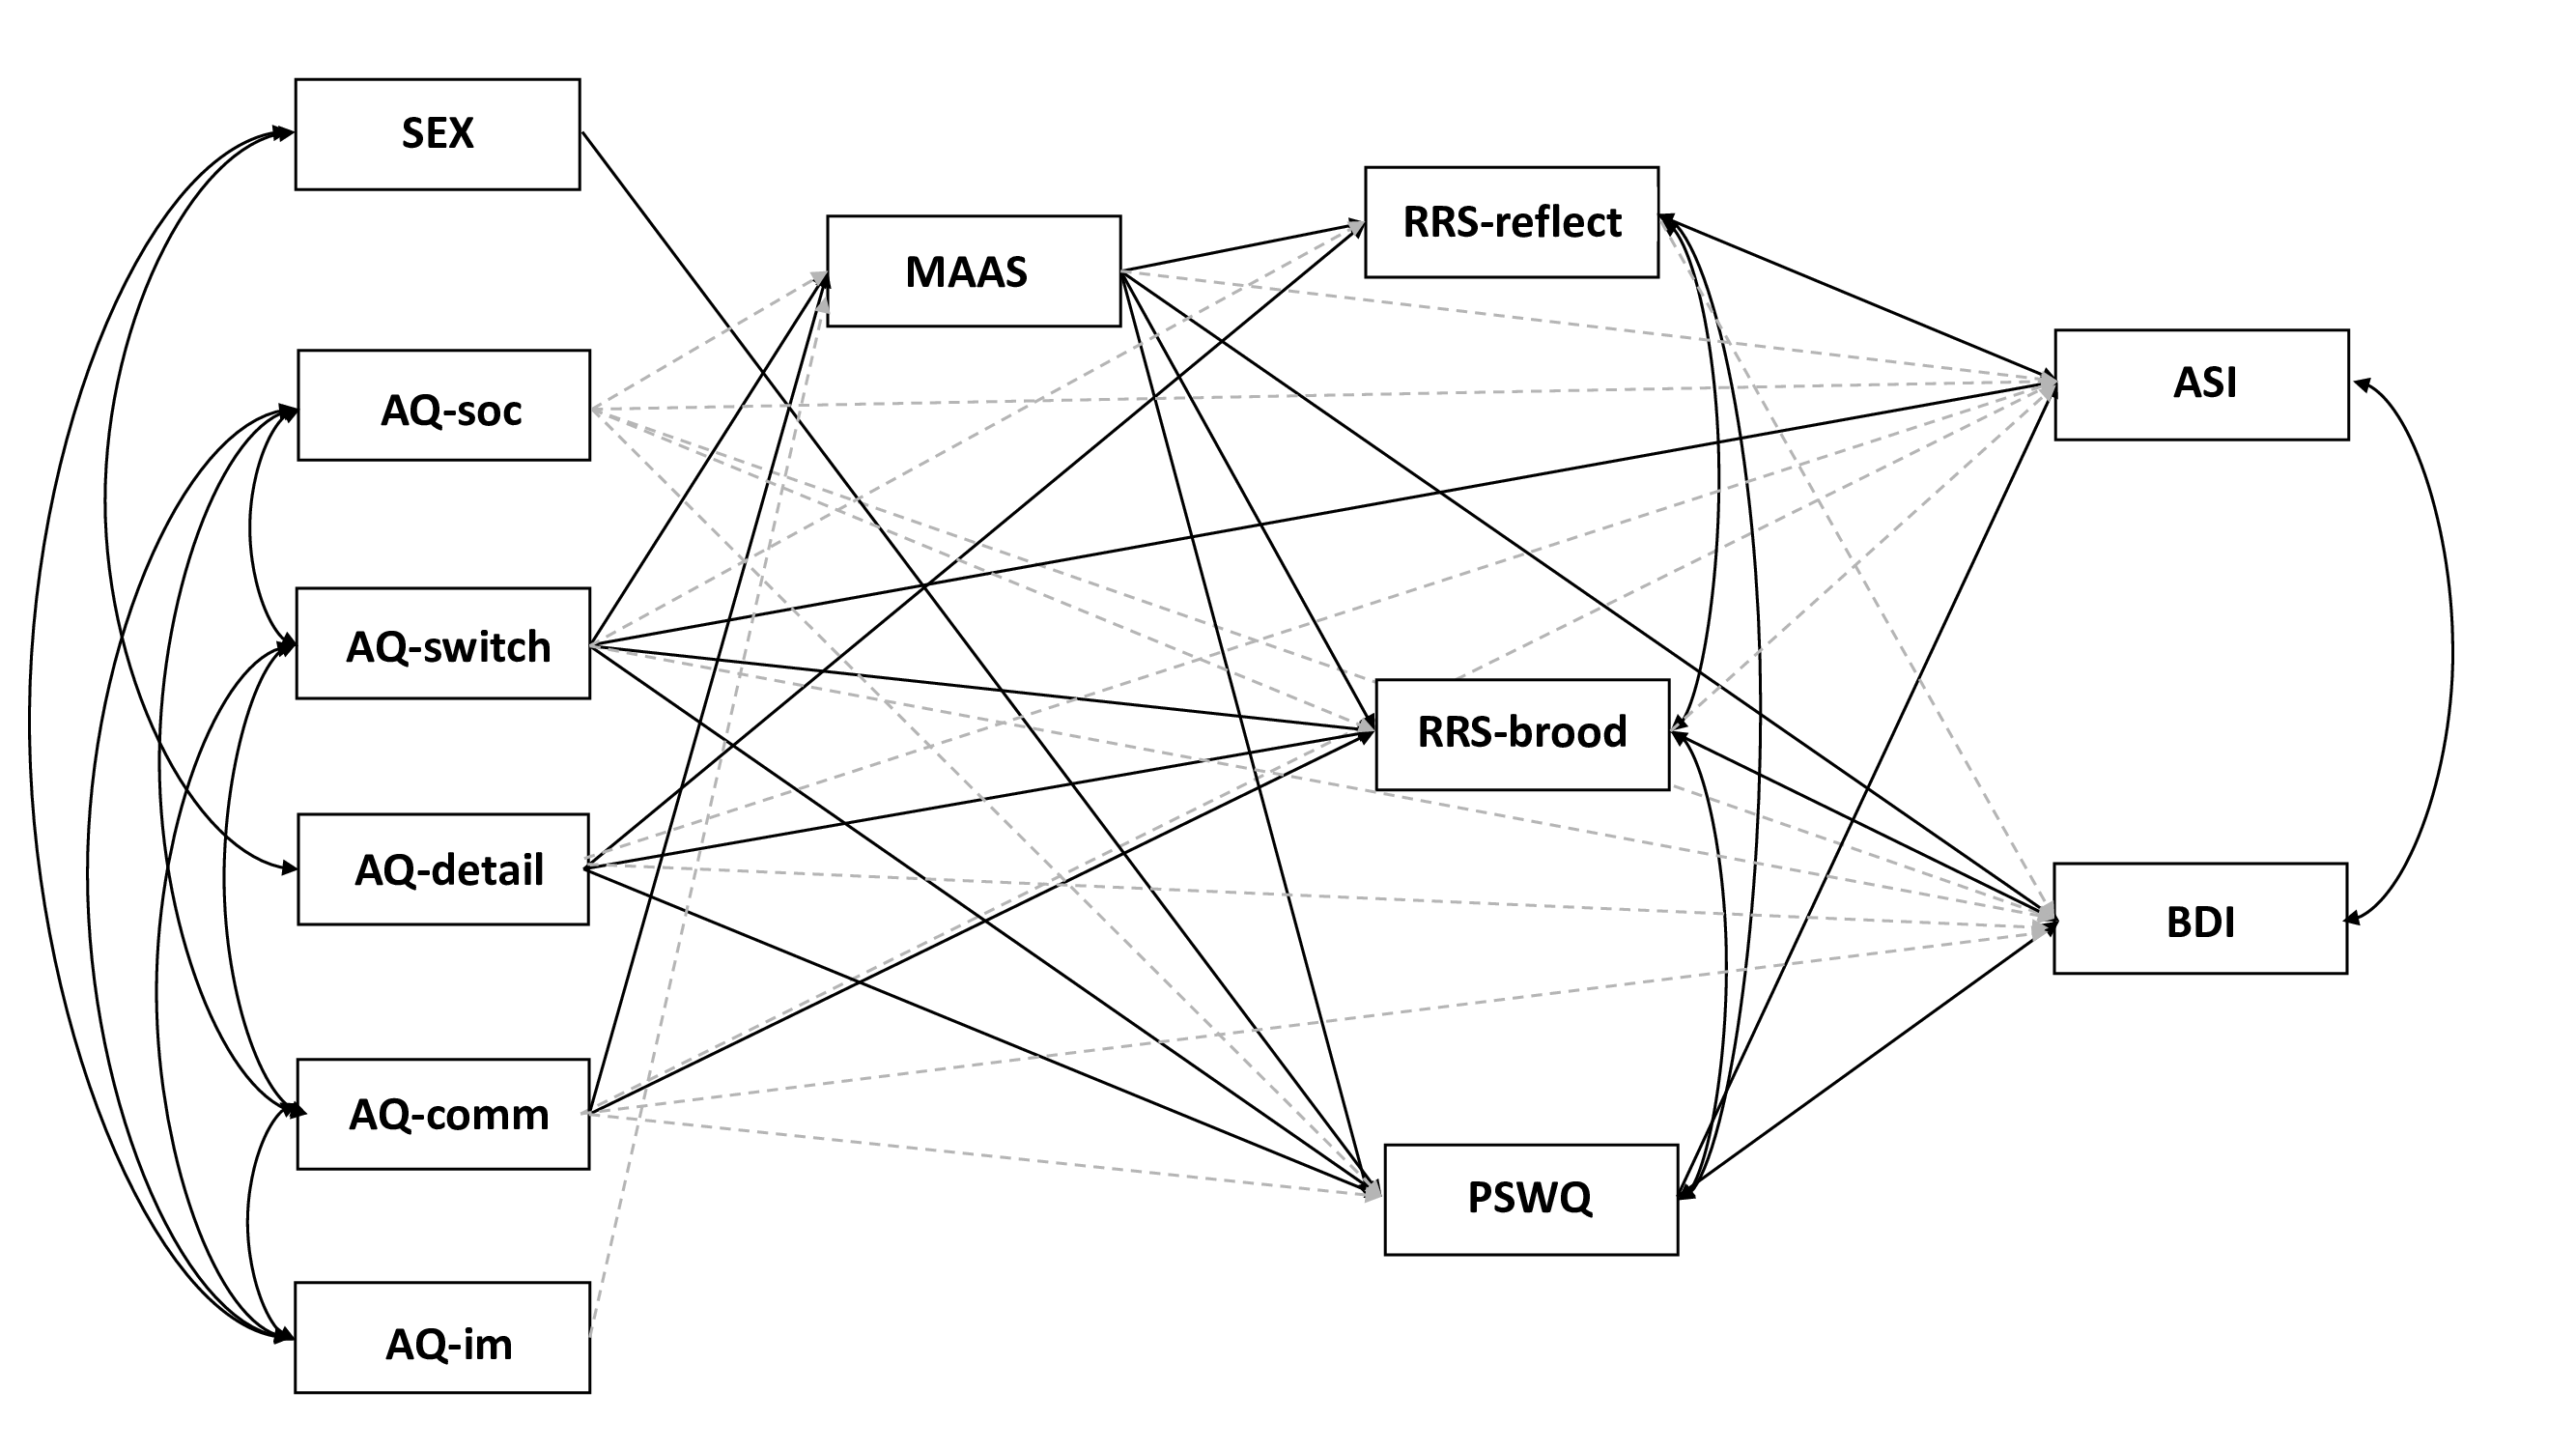 SEX
AQ-soc
AQ-switch
AQ-detail
AQ-comm
AQ-im
MAAS
RRS-reflect
RRS-brood
PSWQ
ASI
BDI